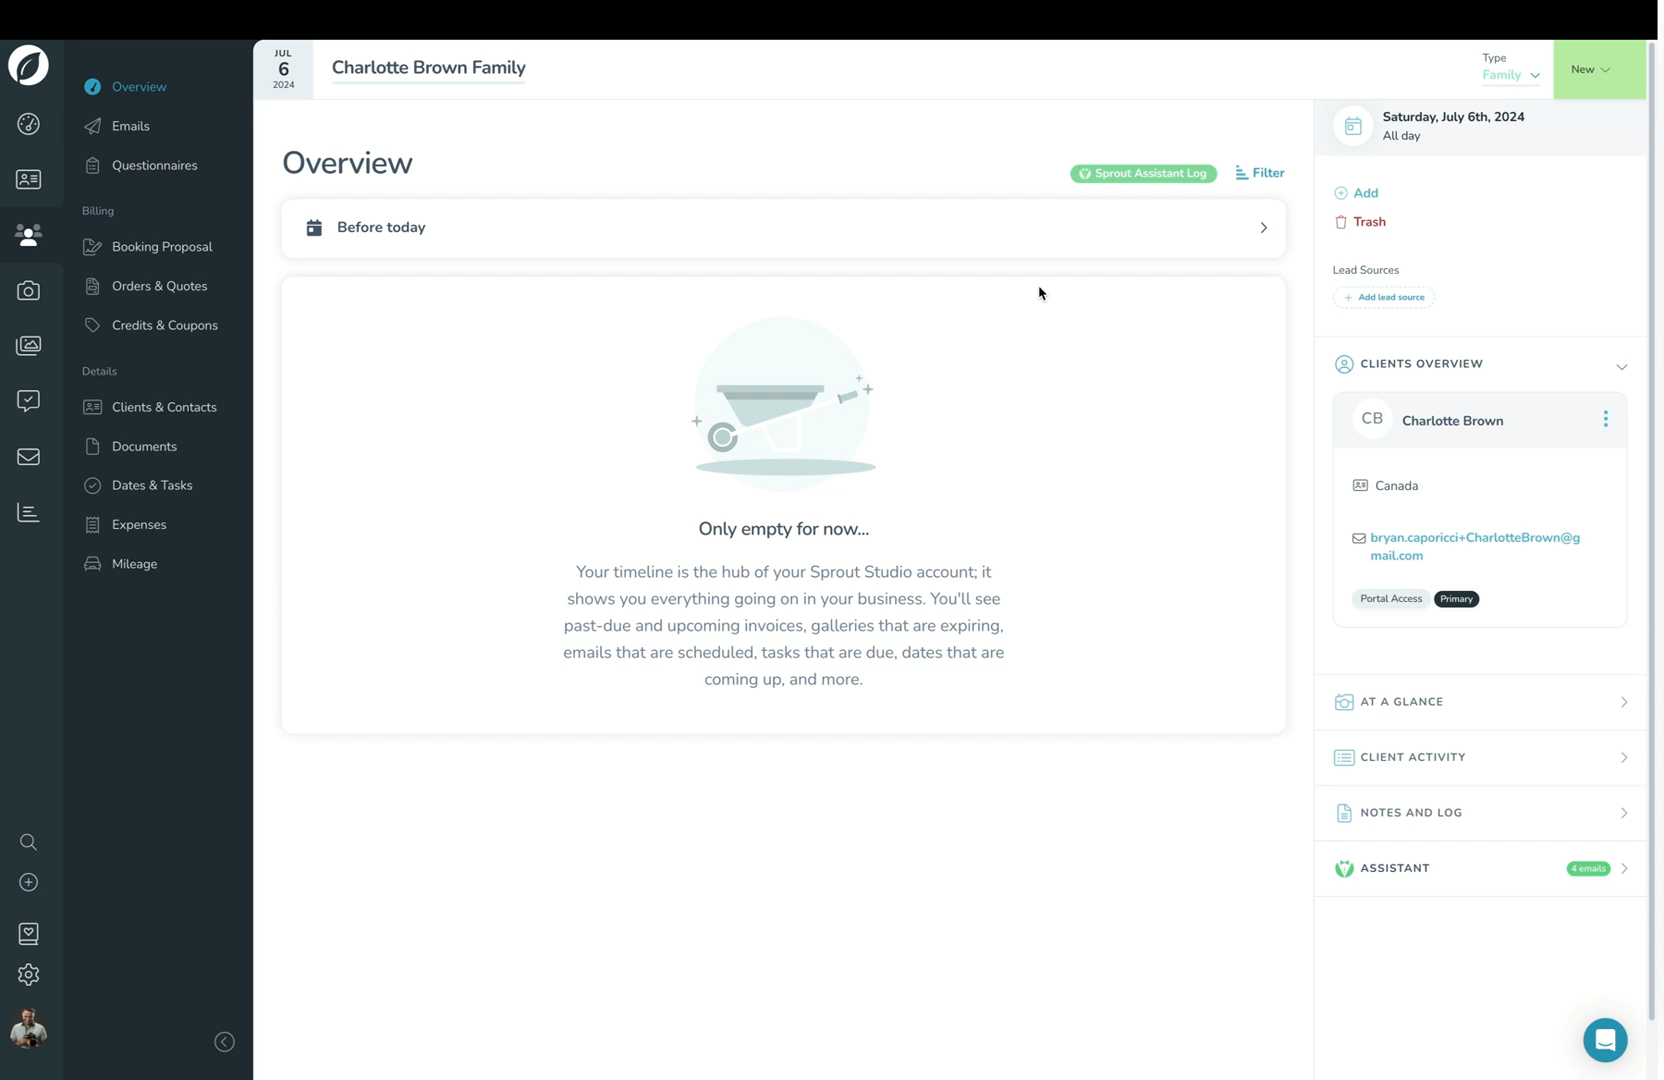 Overview
Emails
Questionnaires
Billing
Booking Proposal
Orders & Quotes
Credits & Coupons
Details
Clients & Contacts
Documents
Dates & Tasks
Expenses
Mileage
JUL
6
2024
Charlotte Brown Family
Type
Family
New
Overview
Sprout Assistant Log
Filter
Before today
Only empty for now...
Your timeline is the hub of your Sprout Studio account; it
shows you everything going on in your business. You'll see
past-due and upcoming invoices, galleries that are expiring,
emails that are scheduled, tasks that are due, dates that are
coming up, and more.
Saturday, July 6th, 2024
All day
Add
Trash
Lead Sources
+ Add lead source
CLIENTS OVERVIEW
CB
Charlotte Brown
Canada
bryan.caporicci+CharlotteBrown@g
mail.com
Portal Access
Primary
AT A GLANCE
CLIENT ACTIVITY
NOTES AND LOG
ASSISTANT
4 emails